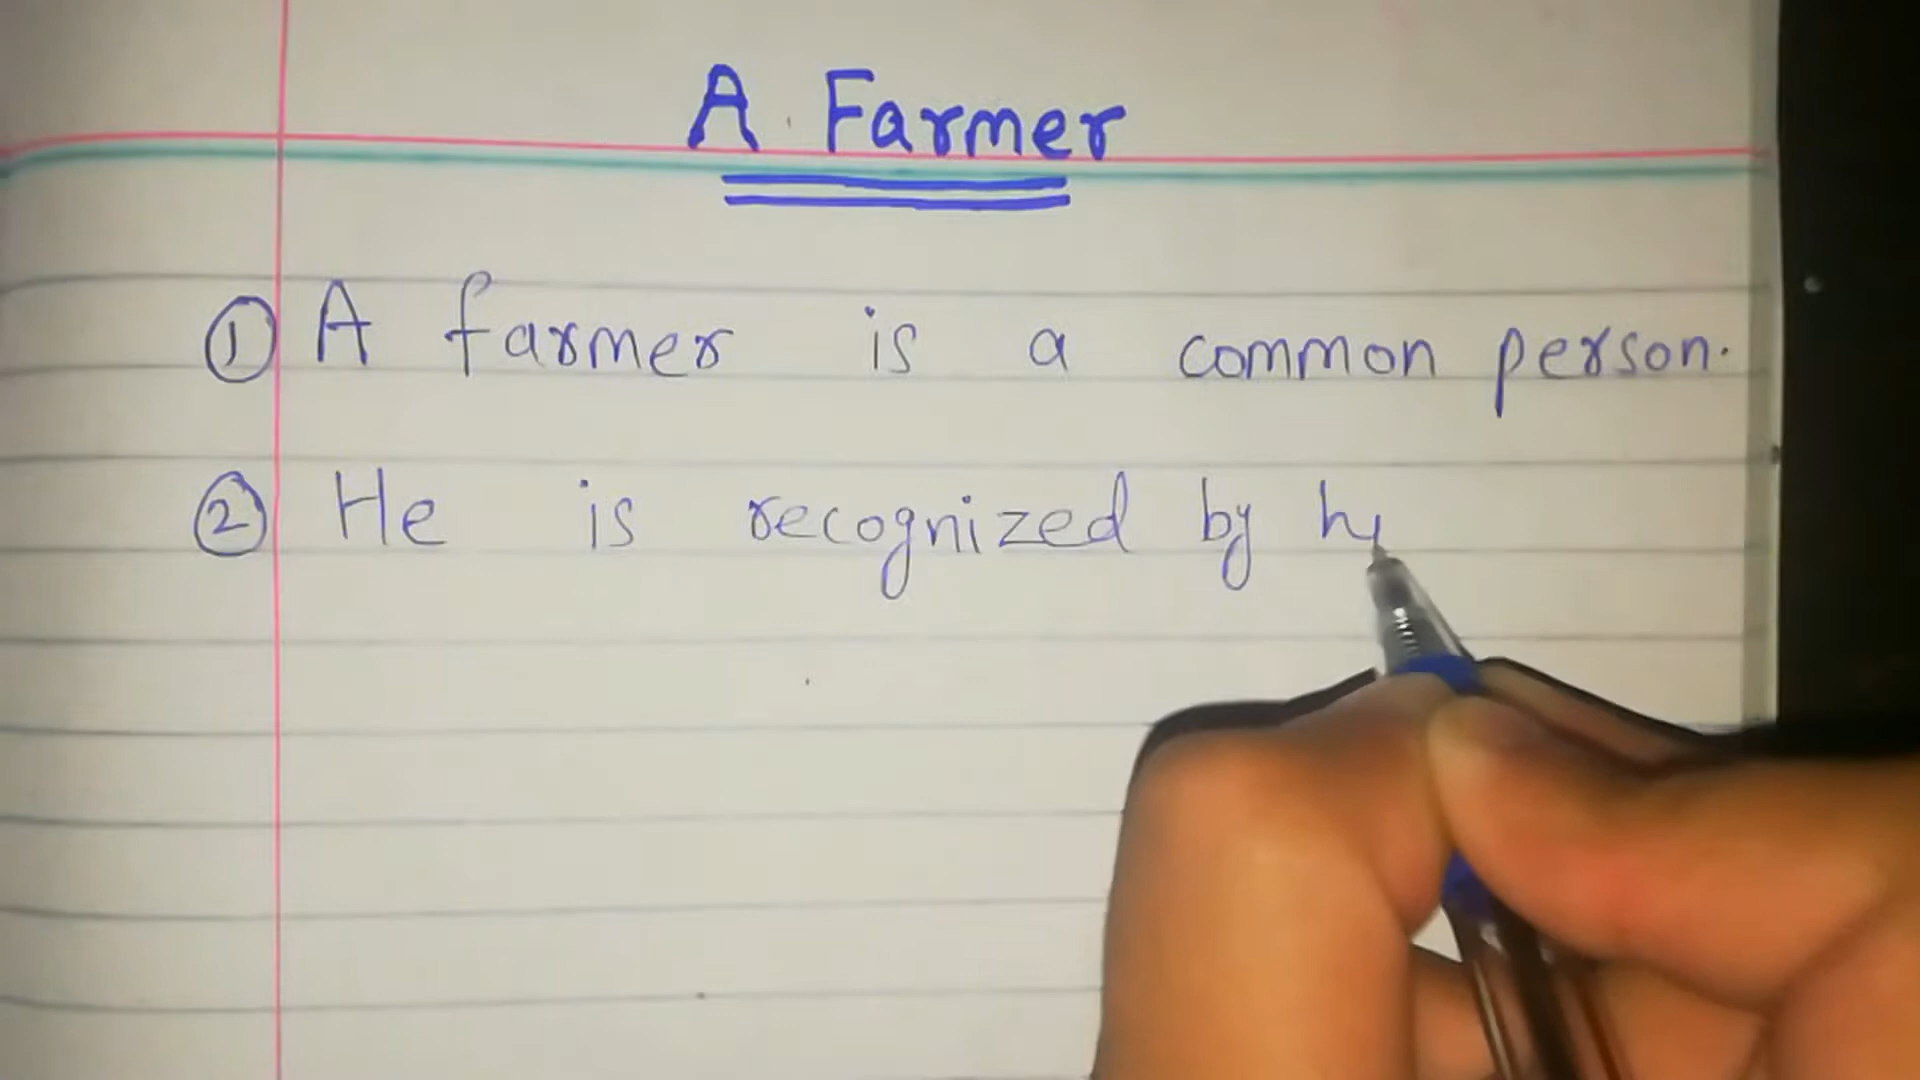 A Farmer
① A farmer is a common person.
② He is recognized by